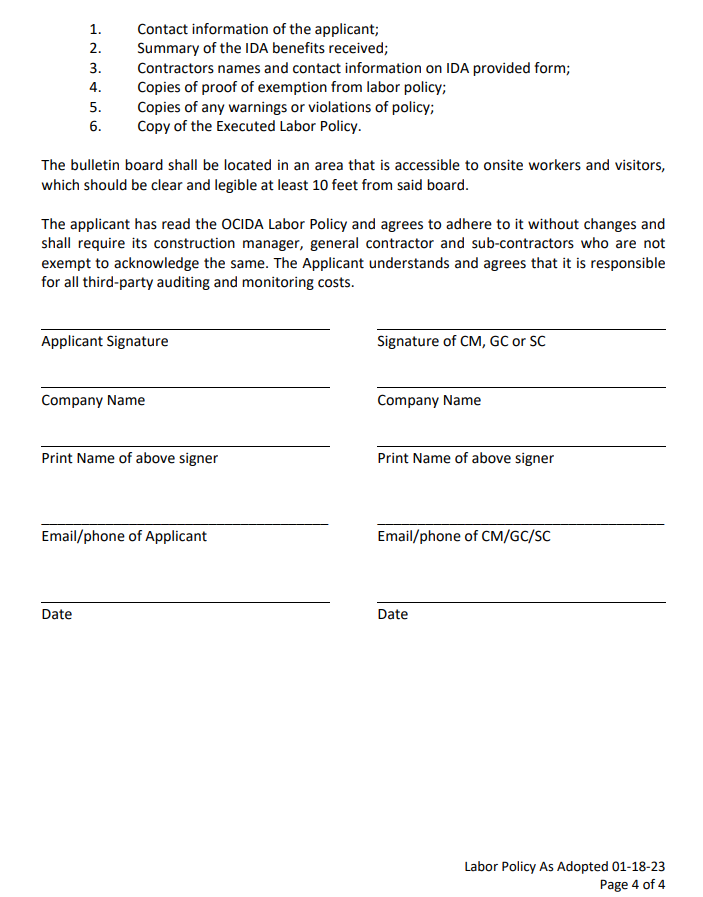 1. Contact information of the applicant;
2. Summary of the IDA benefits received;
3. Contractors names and contact information on IDA provided form;
4. Copies of proof of exemption from labor policy;
5. Copies of any warnings or violations of policy;
6. Copy of the Executed Labor Policy.
The bulletin board shall be located in an area that is accessible to onsite workers and visitors,
which should be clear and legible at least 10 feet from said board.
The applicant has read the OCIDA Labor Policy and agrees to adhere to it without changes and
shall require its construction manager, general contractor and sub-contractors who are not
exempt to acknowledge the same. The Applicant understands and agrees that it is responsible
for all third-party auditing and monitoring costs.
Applicant Signature Signature of CM, GC or SC
Company Name Company Name
Print Name of above signer Print Name of above signer
Email/phone of Applicant Email/phone of CM/GC/SC
Date Date
Labor Policy As Adopted 01-18-23
Page 4 of 4